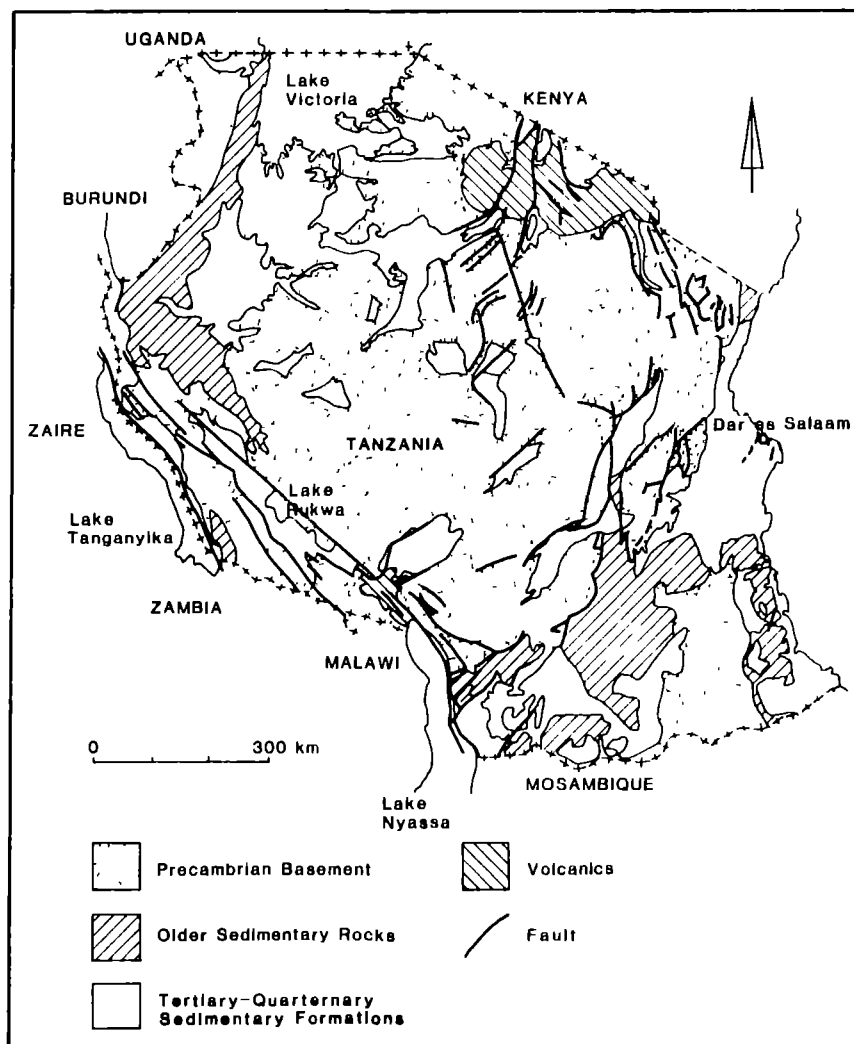 UGANDA
Lake
Victoria
KENYA
BURUNDI
ZAIRE
TANZANIA
Dar es Salaam
Lake
Rukwa
Lake
Tanganyika
ZAMBIA
MALAWI
0 300 km
MOSAMBIQUE
Lake
Nyassa
Precambrian Basement
Volcanics
Older Sedimentary Rocks
Fault
Tertiary-Quarternary
Sedimentary Formations